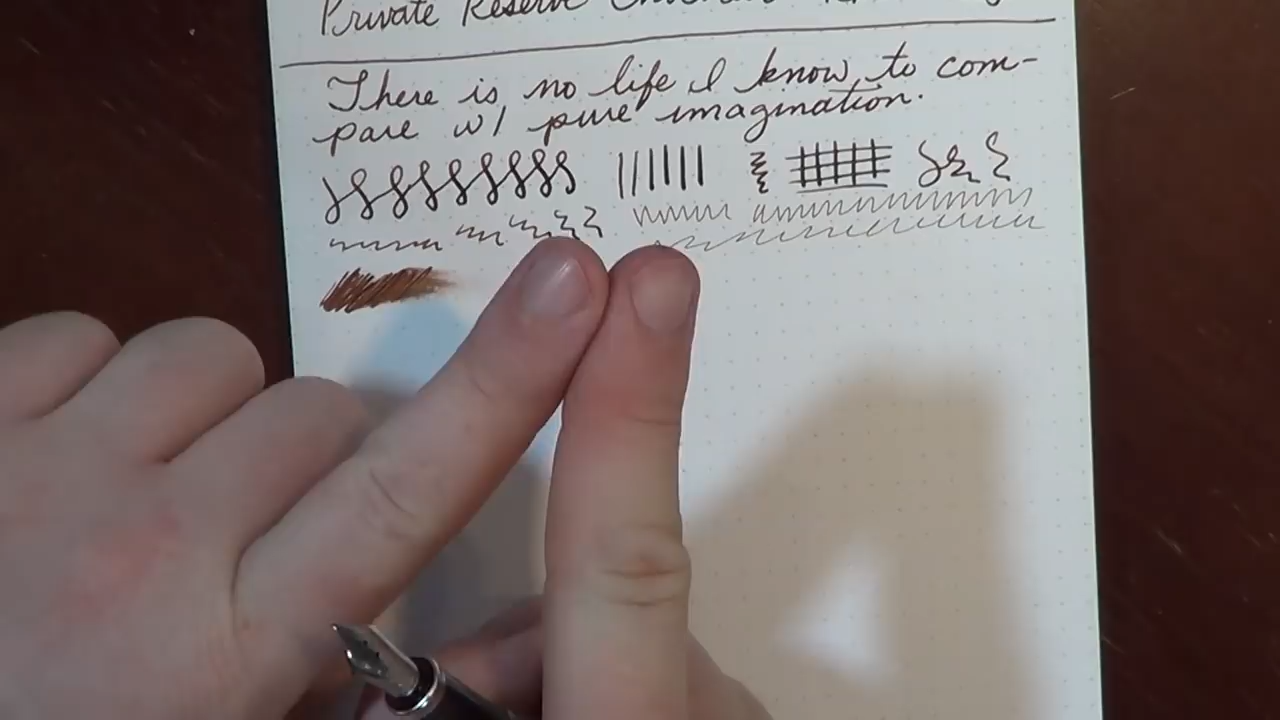 Private Reserve
There is no life I know to com-
pare w/ pure imagination.